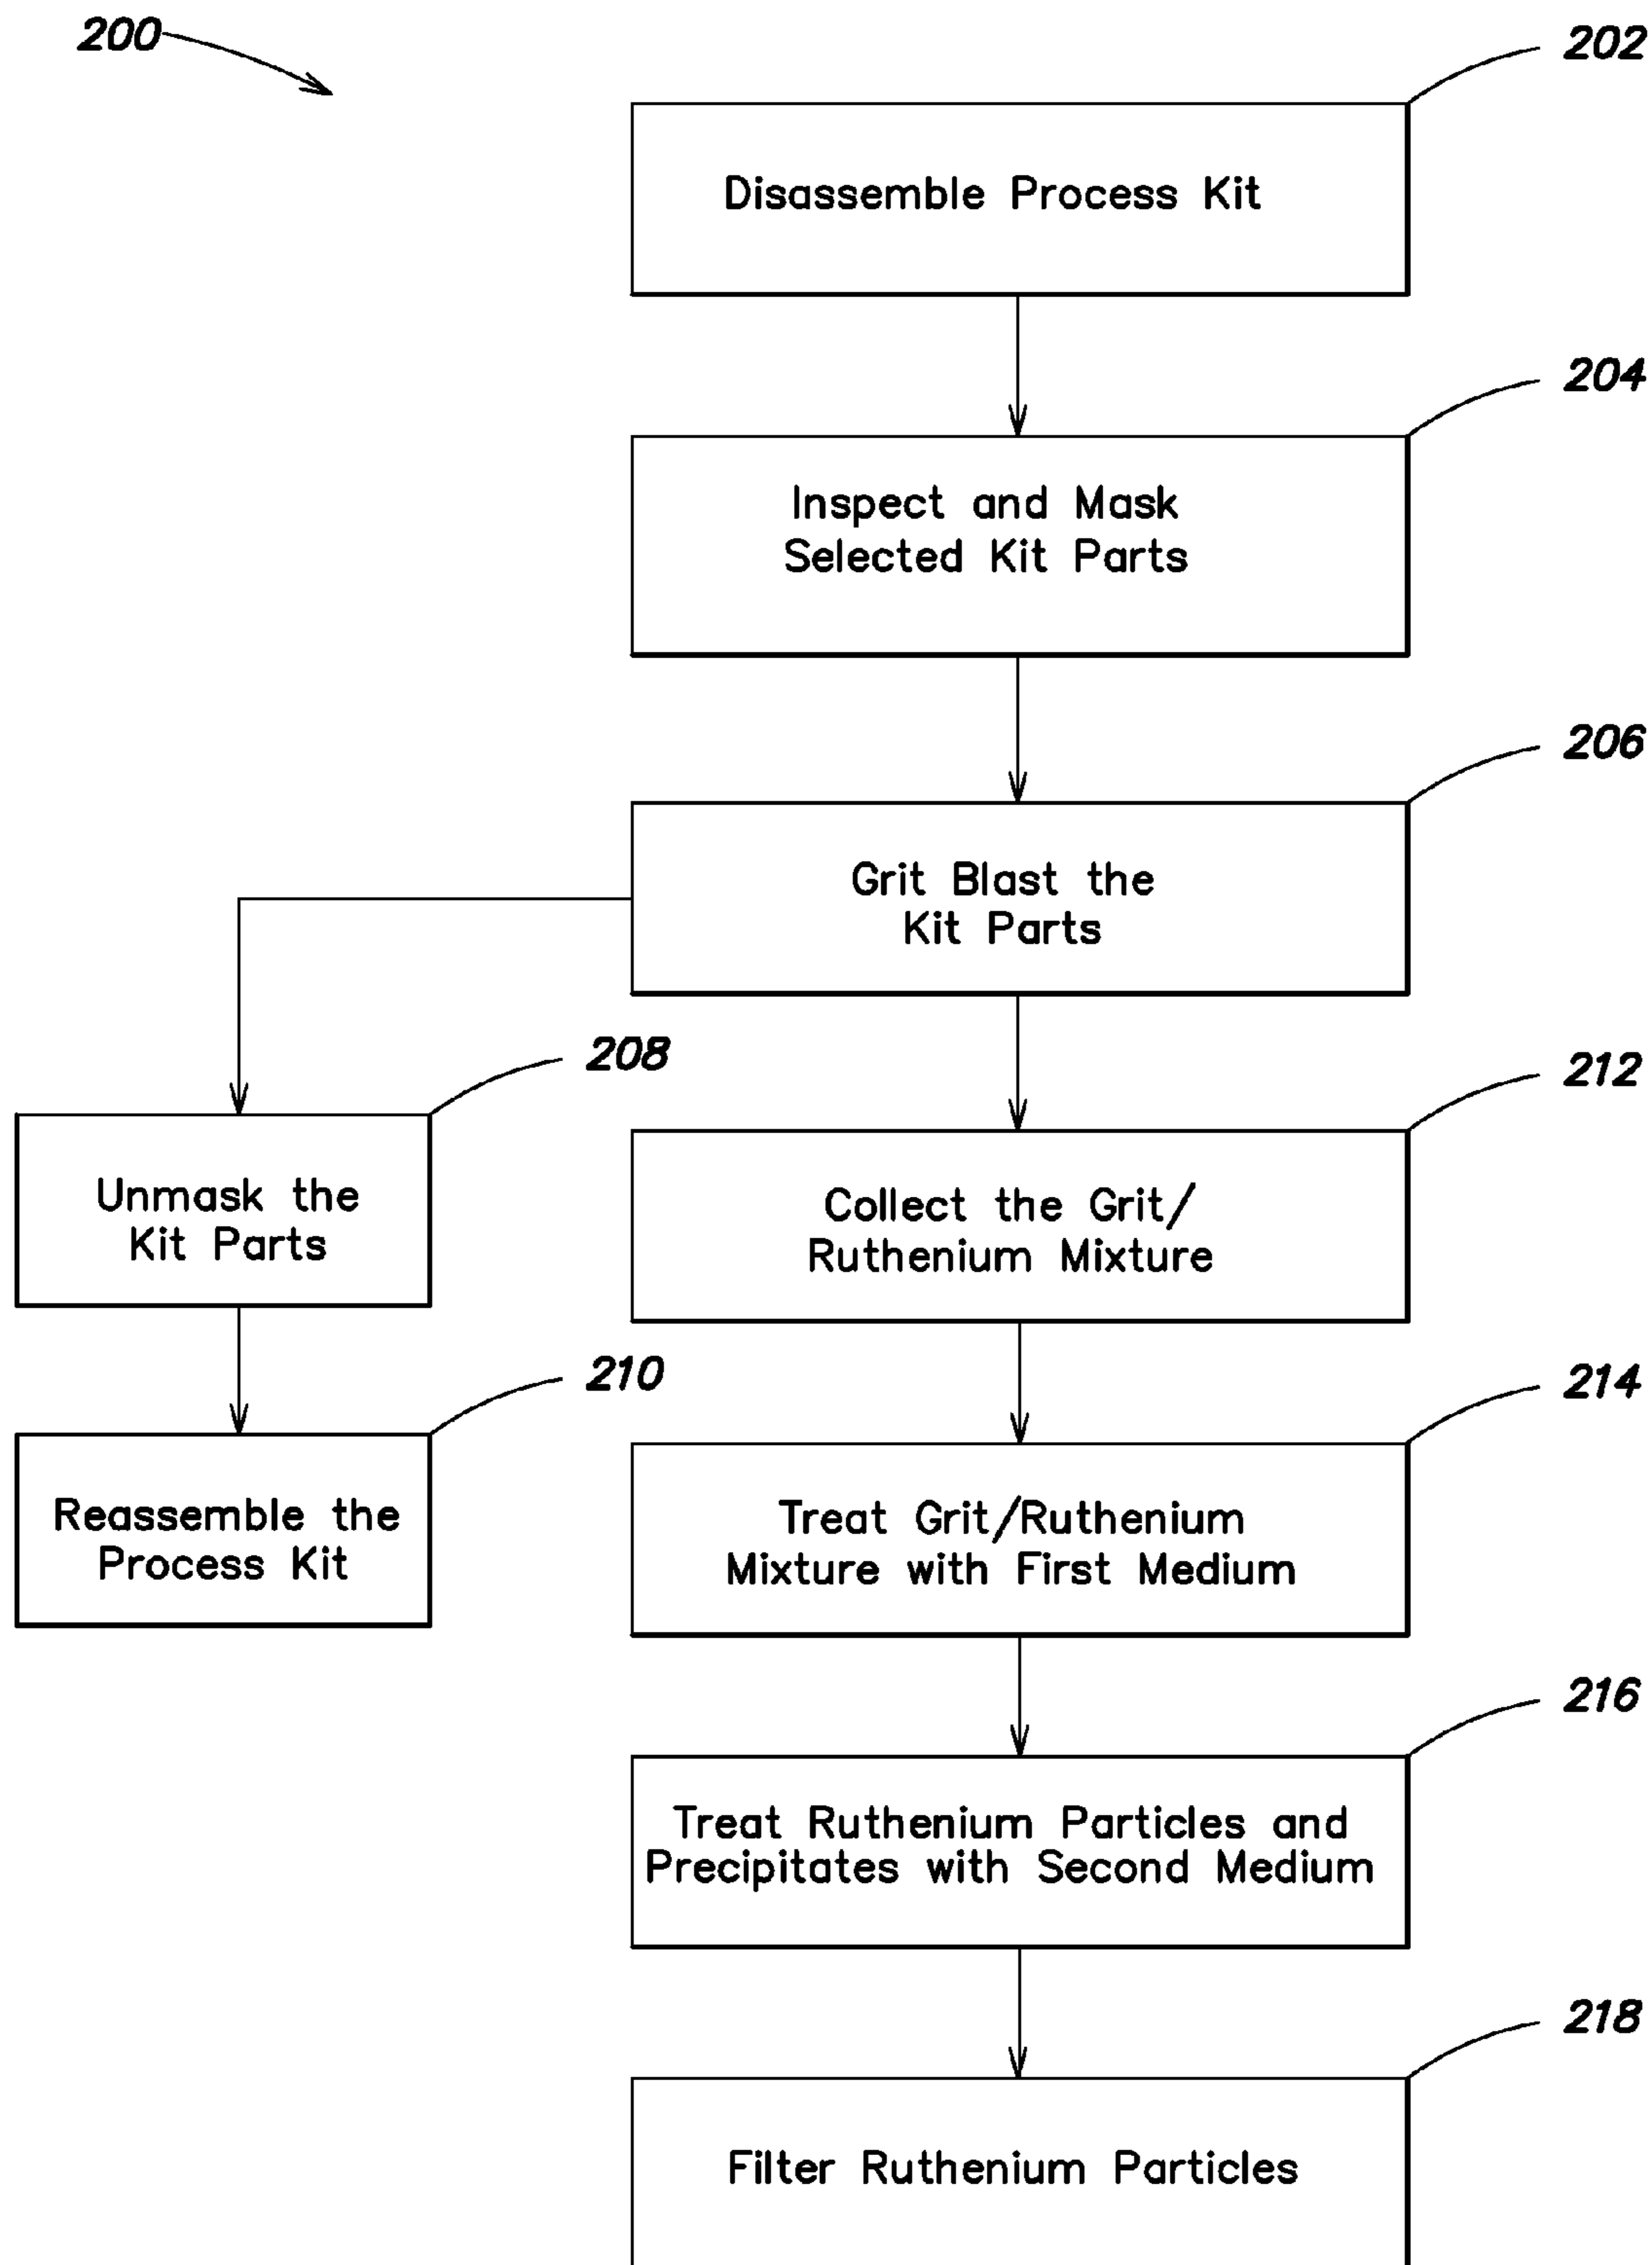 200
202
Disassemble Process Kit
204
Inspect and Mask
Selected Kit Parts
206
Grit Blast the
Kit Parts
208
Unmask the
Kit Parts
210
Reassemble the
Process Kit
212
Collect the Grit/
Ruthenium Mixture
214
Treat Grit/Ruthenium
Mixture with First Medium
216
Treat Ruthenium Particles and
Precipitates with Second Medium
218
Filter Ruthenium Particles